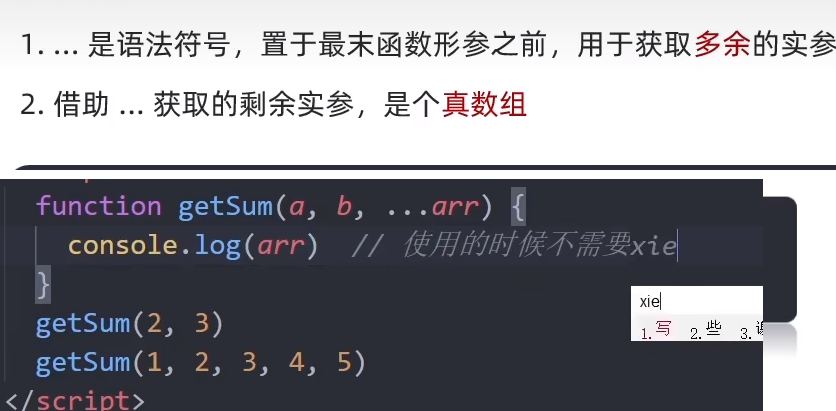 1. ... 是语法符号，置于最末函数形参之前，用于获取多余的实参
2. 借助 ... 获取的剩余实参，是个真数组
function getSum(a, b, ...arr) {
console.log(arr) // 使用的时候不需要xie
}
xie
1.写 2.些 3.
getSum(2, 3)
getSum(1, 2, 3, 4, 5)
</script>